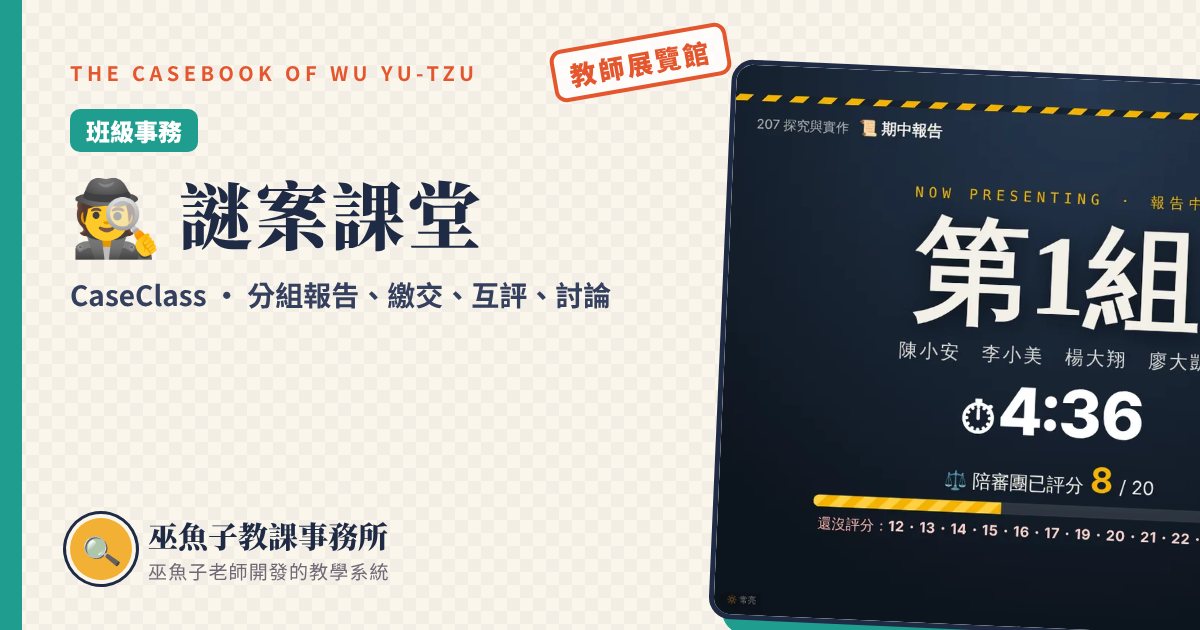 THE CASEBOOK OF WU YU-TZU
教師展覽館
班級事務
謎案課堂
CaseClass · 分組報告、繳交、互評、討論
207 探究與實作 期中報告
NOW PRESENTING · 報告中
第1組
陳小安 李小美 楊大翔 廖大凱
4:36
陪審團已評分 8 / 20
還沒評分：12 · 13 · 14 · 15 · 16 · 17 · 19 · 20 · 21 · 22 ·
常亮
巫魚子教課事務所
巫魚子老師開發的教學系統